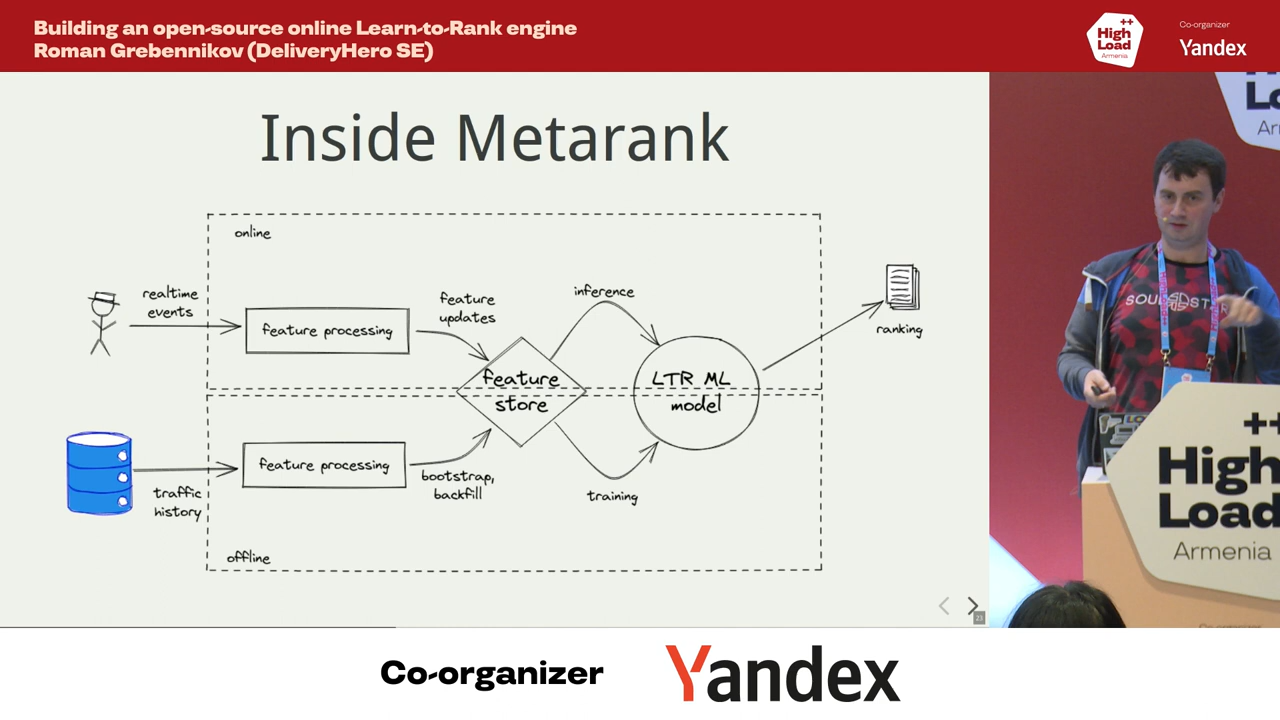 Building an open-source online Learn-to-Rank engine
Roman Grebennikov (DeliveryHero SE)
++
High
Load
Armenia
Co-organizer
Yandex
Inside Metarank
online
realtime
events
feature processing
feature
updates
inference
feature
store
LTR ML
model
ranking
traffic
history
feature processing
bootstrap,
backfill
training
offline
23
++
High
Load
Armenia
Co-organizer
Yandex